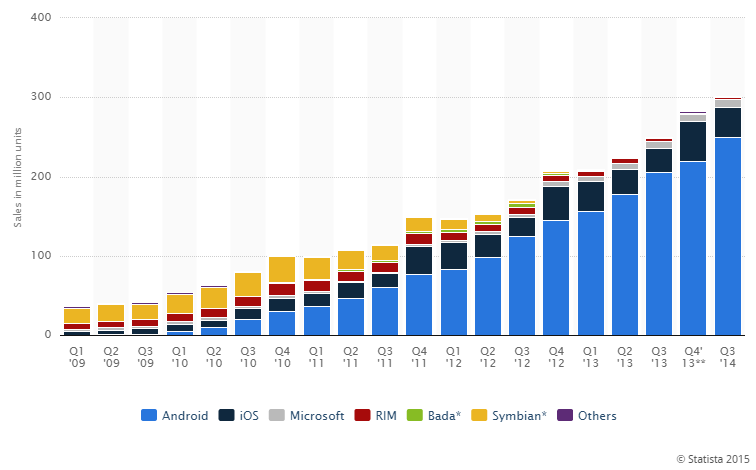 400
300
200
100
0
Sales in million units
Q1 '09
Q2 '09
Q3 '09
Q1 '10
Q2 '10
Q3 '10
Q4 '10
Q1 '11
Q2 '11
Q3 '11
Q4 '11
Q1 '12
Q2 '12
Q3 '12
Q4 '12
Q1 '13
Q2 '13
Q3 '13
Q4' 13**
Q3 '14
Android iOS Microsoft RIM Bada* Symbian* Others
© Statista 2015